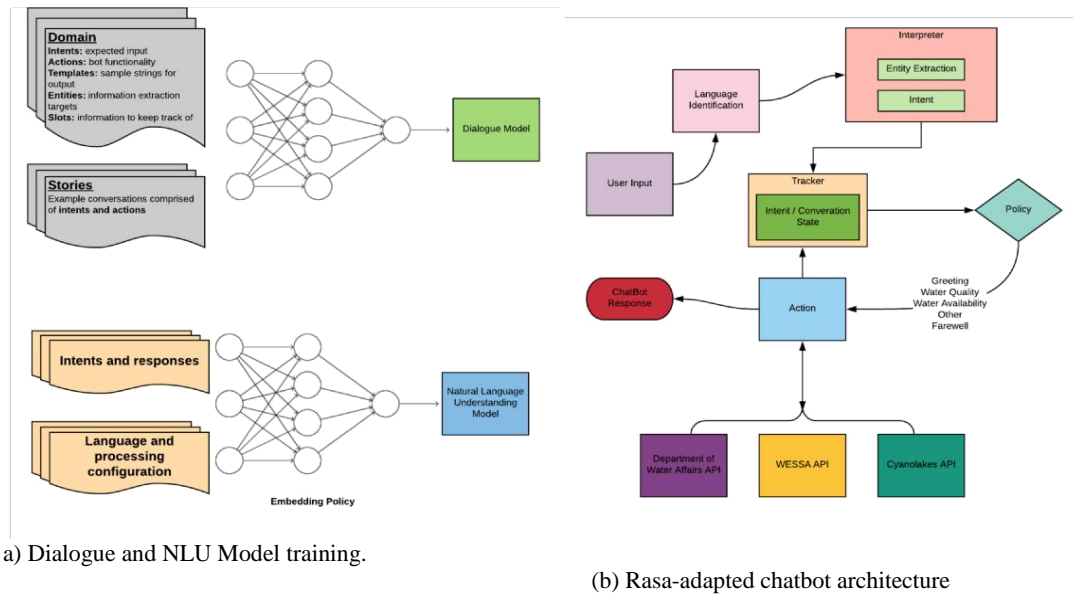 Domain
Intents: expected input
Actions: bot functionality
Templates: sample strings for
output
Entities: information extraction
targets
Slots: information to keep track of
Stories
Example conversations comprised
of intents and actions
Dialogue Model
Intents and responses
Language and
processing
configuration
Natural Language
Understanding
Model
Embedding Policy
a) Dialogue and NLU Model training.
Interpreter
Entity Extraction
Intent
Language
Identification
User Input
Tracker
Intent / Converation
State
Policy
Greeting
Water Quality
Water Availability
Other
Farewell
ChatBot
Response
Action
Department of
Water Affairs API
WESSA API
Cyanolakes API
(b) Rasa-adapted chatbot architecture